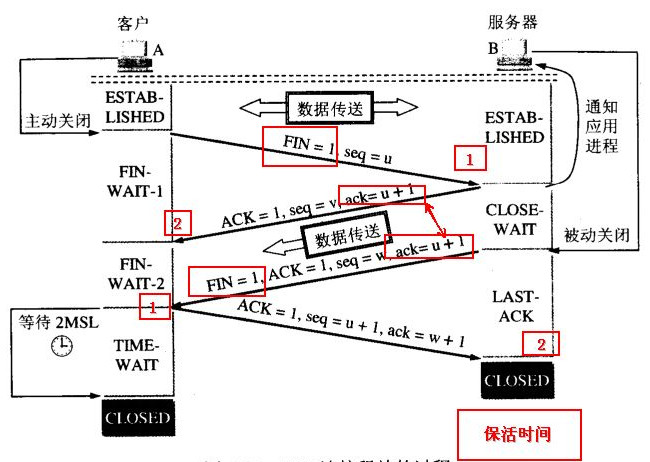 客户
服务器
A
B
ESTAB-
LISHED
数据传送
主动关闭
FIN = 1, seq = u
1
ESTAB-
LISHED
通知
应用
进程
FIN-
WAIT-1
2
ACK = 1, seq = v, ack= u + 1
CLOSE-
WAIT
数据传送
被动关闭
FIN-
WAIT-2
FIN = 1, ACK = 1, seq = w, ack= u + 1
1
等待 2MSL
ACK = 1, seq = u + 1, ack = w + 1
LAST-
ACK
2
TIME-
WAIT
CLOSED
CLOSED
保活时间